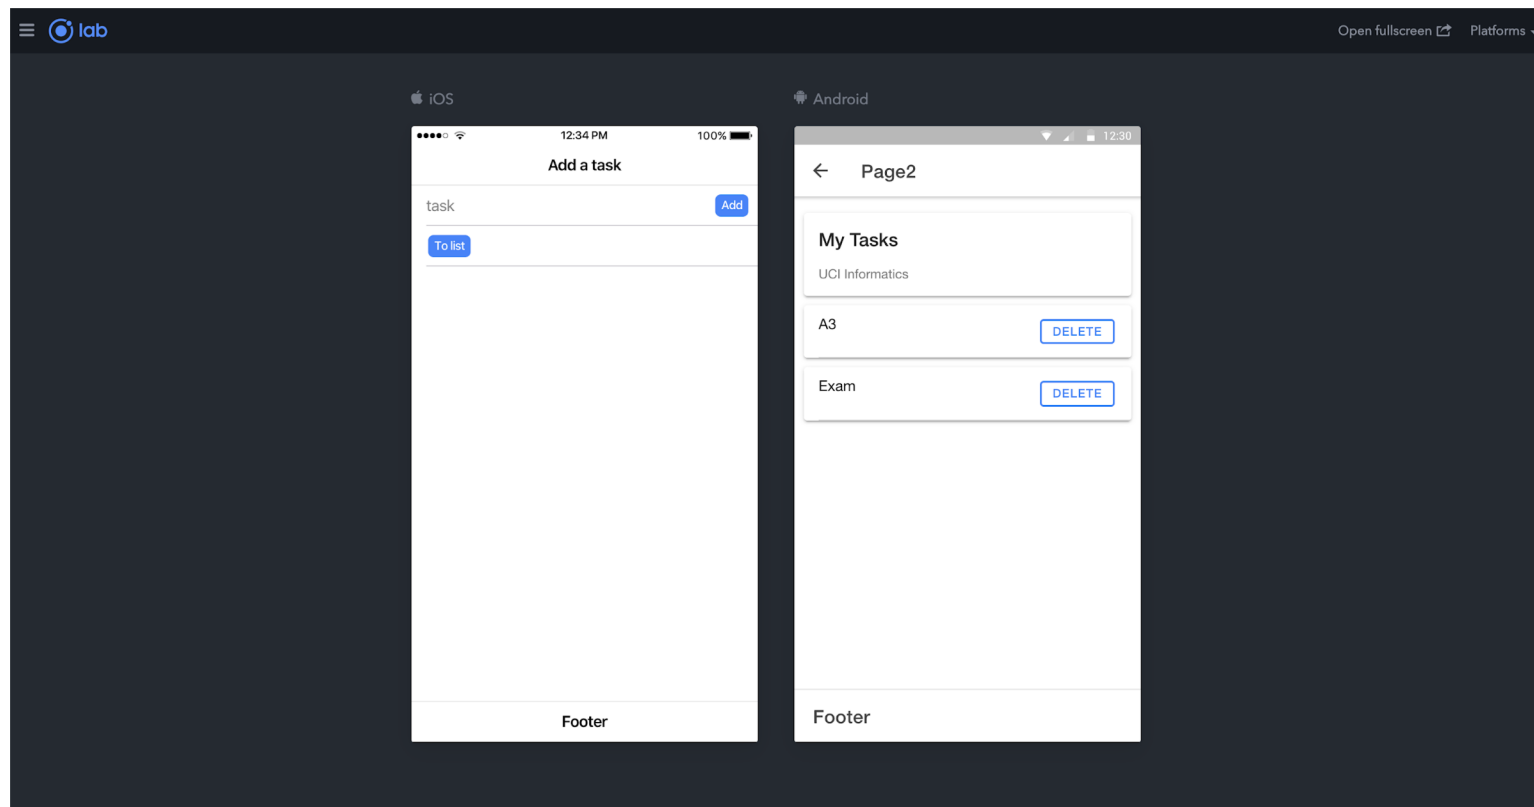 lab
Open fullscreen
Platforms
iOS
12:34 PM
100%
Add a task
task
Add
To list
Footer
Android
12:30
Page2
My Tasks
UCI Informatics
A3
DELETE
Exam
DELETE
Footer